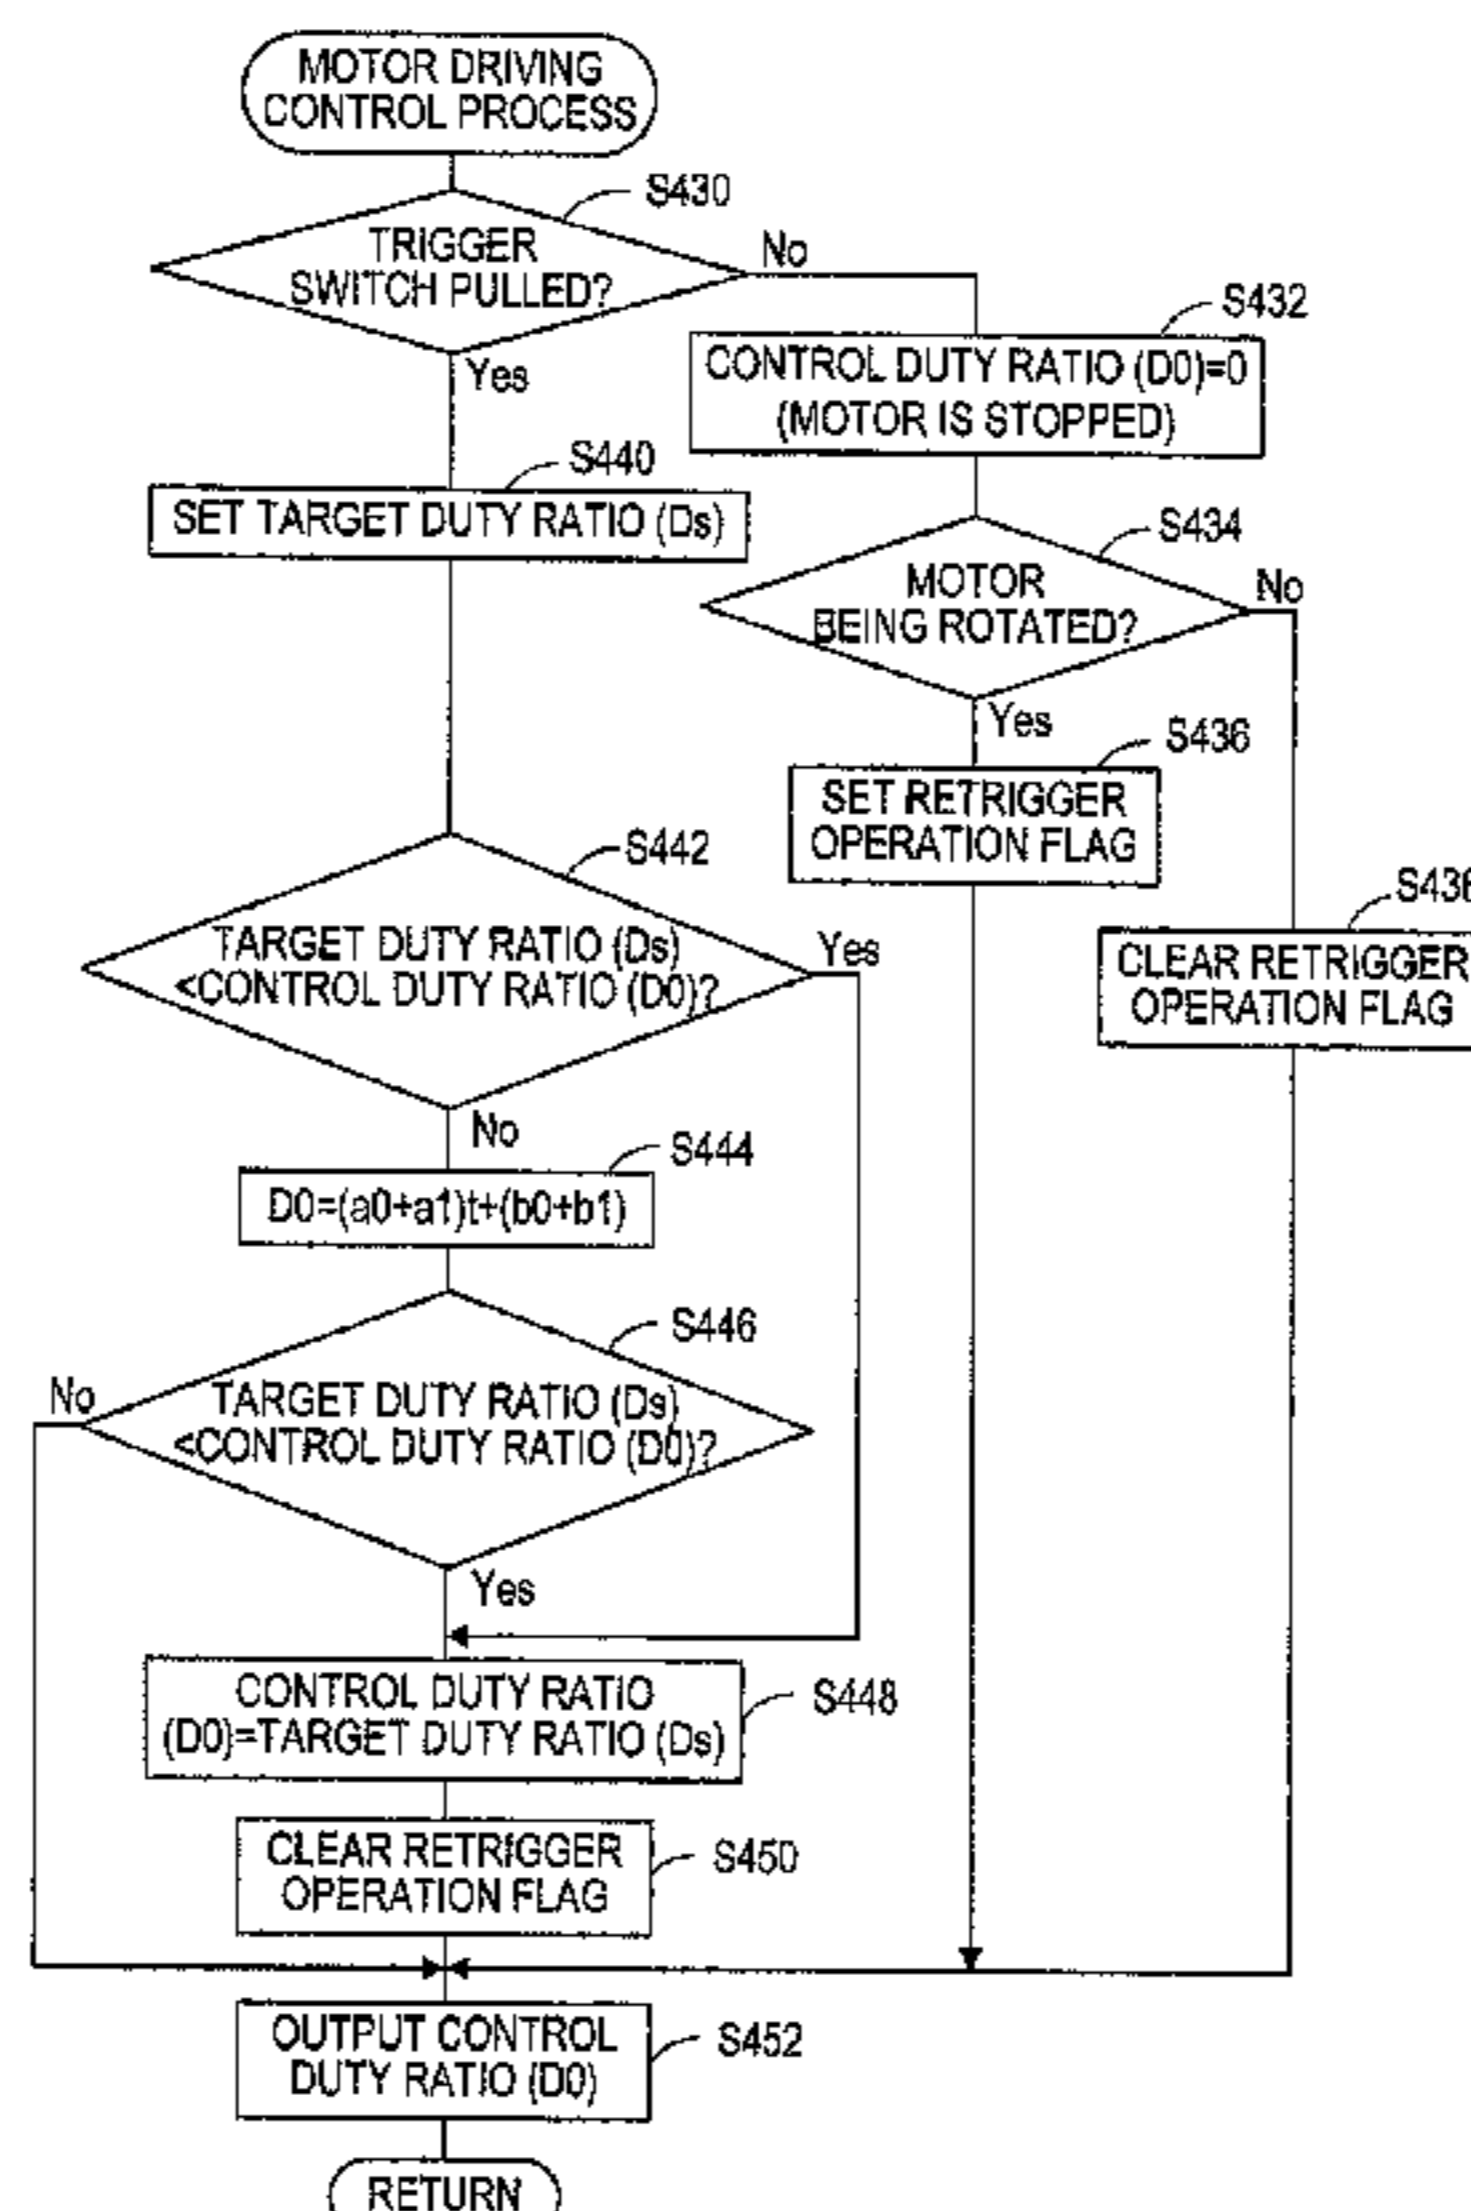 MOTOR DRIVING
CONTROL PROCESS
S430
TRIGGER
SWITCH PULLED?
No
Yes
S432
CONTROL DUTY RATIO (D0)=0
(MOTOR IS STOPPED)
S440
SET TARGET DUTY RATIO (Ds)
S434
MOTOR
BEING ROTATED?
No
Yes
S436
SET RETRIGGER
OPERATION FLAG
CLEAR RETRIGGER
OPERATION FLAG
S442
TARGET DUTY RATIO (Ds)
<CONTROL DUTY RATIO (D0)?
Yes
No
S444
D0=(a0+a1)t+(b0+b1)
S446
TARGET DUTY RATIO (Ds)
<CONTROL DUTY RATIO (D0)?
No
Yes
CONTROL DUTY RATIO
(D0)=TARGET DUTY RATIO (Ds)
S448
CLEAR RETRIGGER
OPERATION FLAG
S450
OUTPUT CONTROL
DUTY RATIO (D0)
S452
RETURN